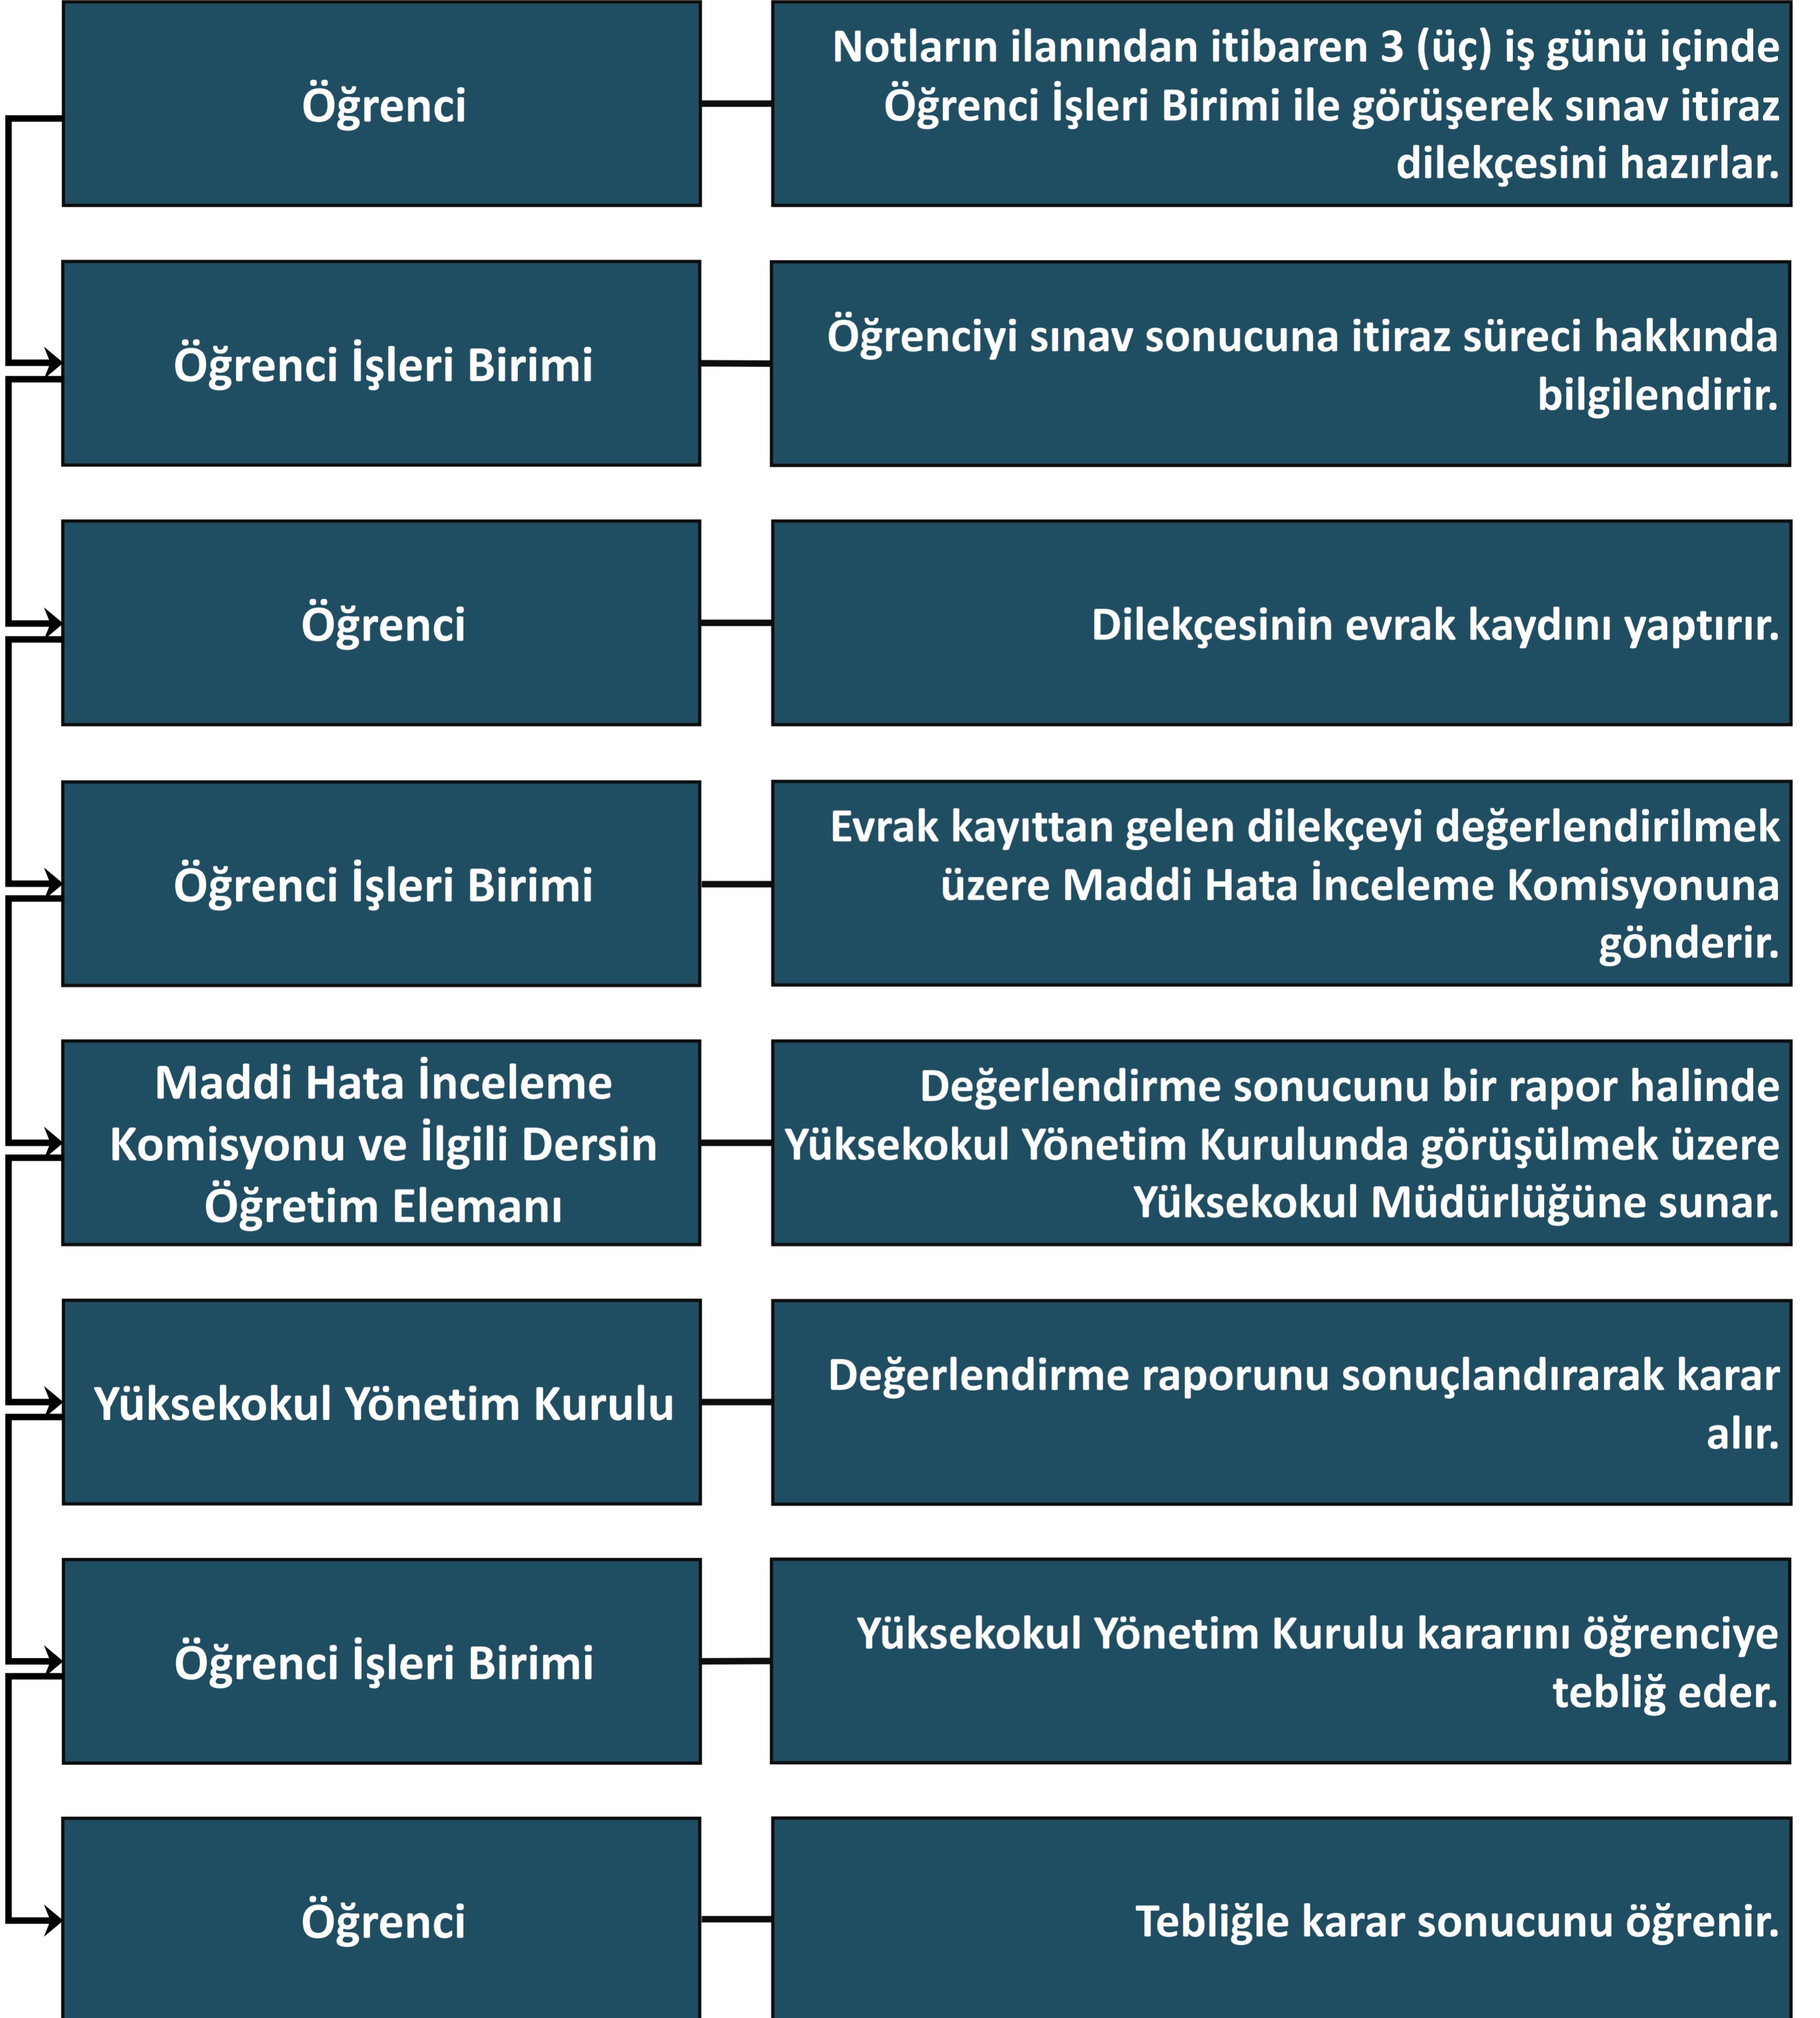 Öğrenci
Notların ilanından itibaren 3 (üç) iş günü içinde
Öğrenci İşleri Birimi ile görüşerek sınav itiraz
dilekçesini hazırlar.
Öğrenci İşleri Birimi
Öğrenciyi sınav sonucuna itiraz süreci hakkında
bilgilendirir.
Öğrenci
Dilekçesinin evrak kaydını yaptırır.
Öğrenci İşleri Birimi
Evrak kayıttan gelen dilekçeyi değerlendirilmek
üzere Maddi Hata İnceleme Komisyonuna
gönderir.
Maddi Hata İnceleme
Komisyonu ve İlgili Dersin
Öğretim Elemanı
Değerlendirme sonucunu bir rapor halinde
Yüksekokul Yönetim Kurulunda görüşülmek üzere
Yüksekokul Müdürlüğüne sunar.
Yüksekokul Yönetim Kurulu
Değerlendirme raporunu sonuçlandırarak karar
alır.
Öğrenci İşleri Birimi
Yüksekokul Yönetim Kurulu kararını öğrenciye
tebliğ eder.
Öğrenci
Tebliğle karar sonucunu öğrenir.